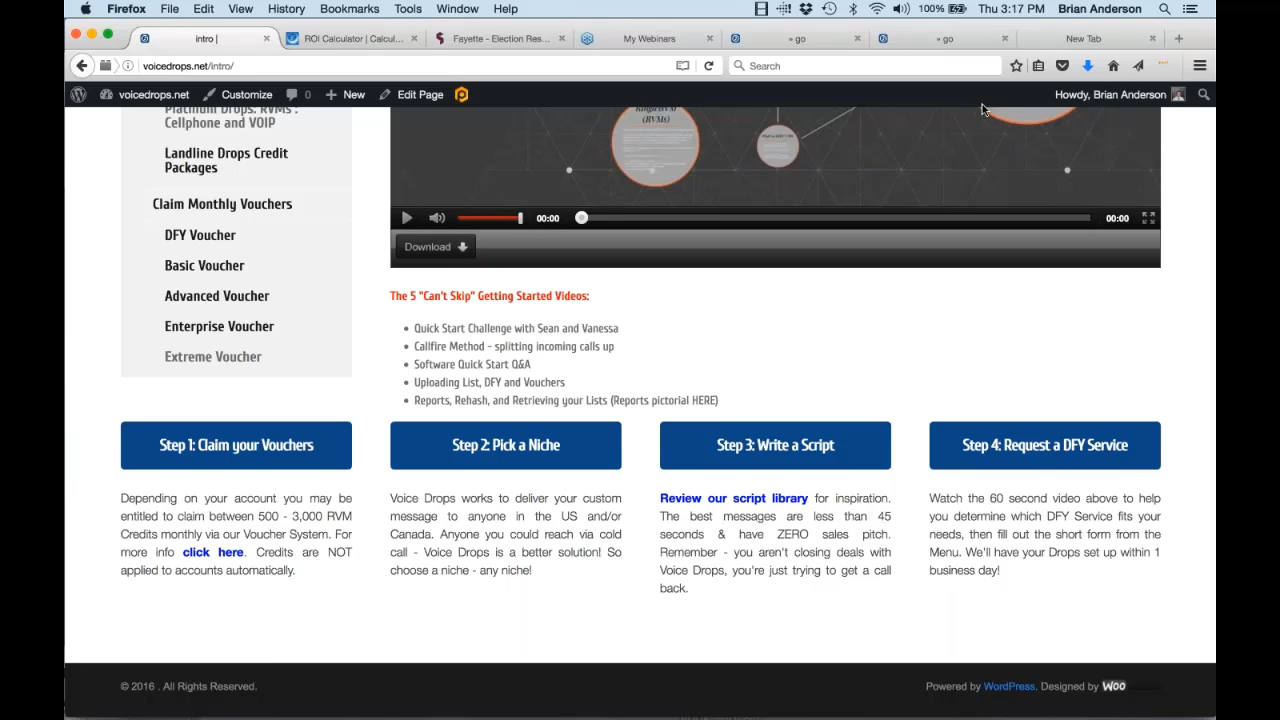 Firefox File Edit View History Bookmarks Tools Window Help 100% Thu 3:17 PM Brian Anderson
intro | ROI Calculator | Calcul... Fayette - Election Res... My Webinars » go » go New Tab
voicedrops.net/intro/ Search
voicedrops.net Customize 0 New Edit Page Howdy, Brian Anderson
Platinum Drops: RVMs :
Cellphone and VOIP
Landline Drops Credit
Packages
Claim Monthly Vouchers
DFY Voucher
Basic Voucher
Advanced Voucher
Enterprise Voucher
Extreme Voucher
(RVMs)
00:00 00:00
Download
The 5 "Can't Skip" Getting Started Videos:
Quick Start Challenge with Sean and Vanessa
Callfire Method - splitting incoming calls up
Software Quick Start Q&A
Uploading List, DFY and Vouchers
Reports, Rehash, and Retrieving your Lists (Reports pictorial HERE)
Step 1: Claim your Vouchers
Depending on your account you may be
entitled to claim between 500 - 3,000 RVM
Credits monthly via our Voucher System. For
more info click here. Credits are NOT
applied to accounts automatically.
Step 2: Pick a Niche
Voice Drops works to deliver your custom
message to anyone in the US and/or
Canada. Anyone you could reach via cold
call - Voice Drops is a better solution! So
choose a niche - any niche!
Step 3: Write a Script
Review our script library for inspiration.
The best messages are less than 45
seconds & have ZERO sales pitch.
Remember - you aren't closing deals with
Voice Drops, you're just trying to get a call
back.
Step 4: Request a DFY Service
Watch the 60 second video above to help
you determine which DFY Service fits your
needs, then fill out the short form from the
Menu. We'll have your Drops set up within 1
business day!
© 2016 . All Rights Reserved.
Powered by WordPress. Designed by WOO